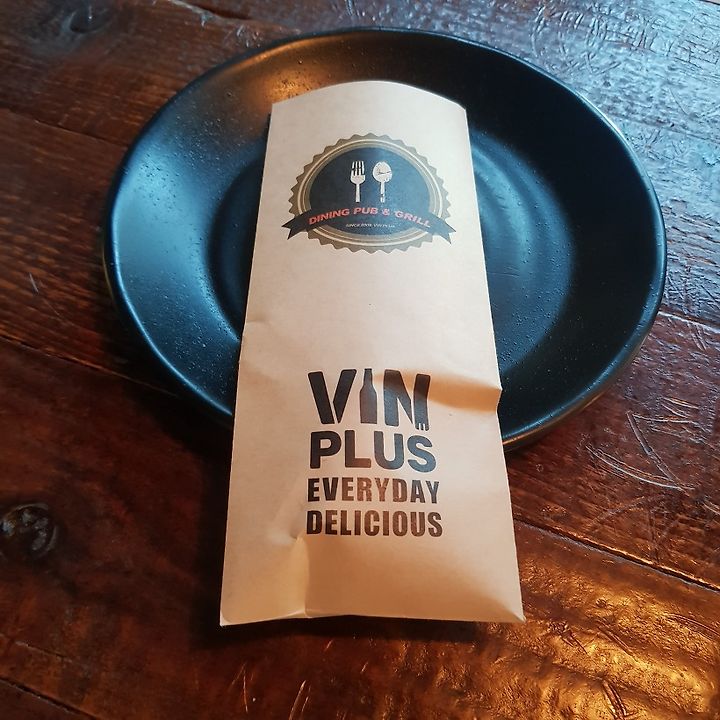 DINING PUB & GRILL
VIN
PLUS
EVERYDAY
DELICIOUS